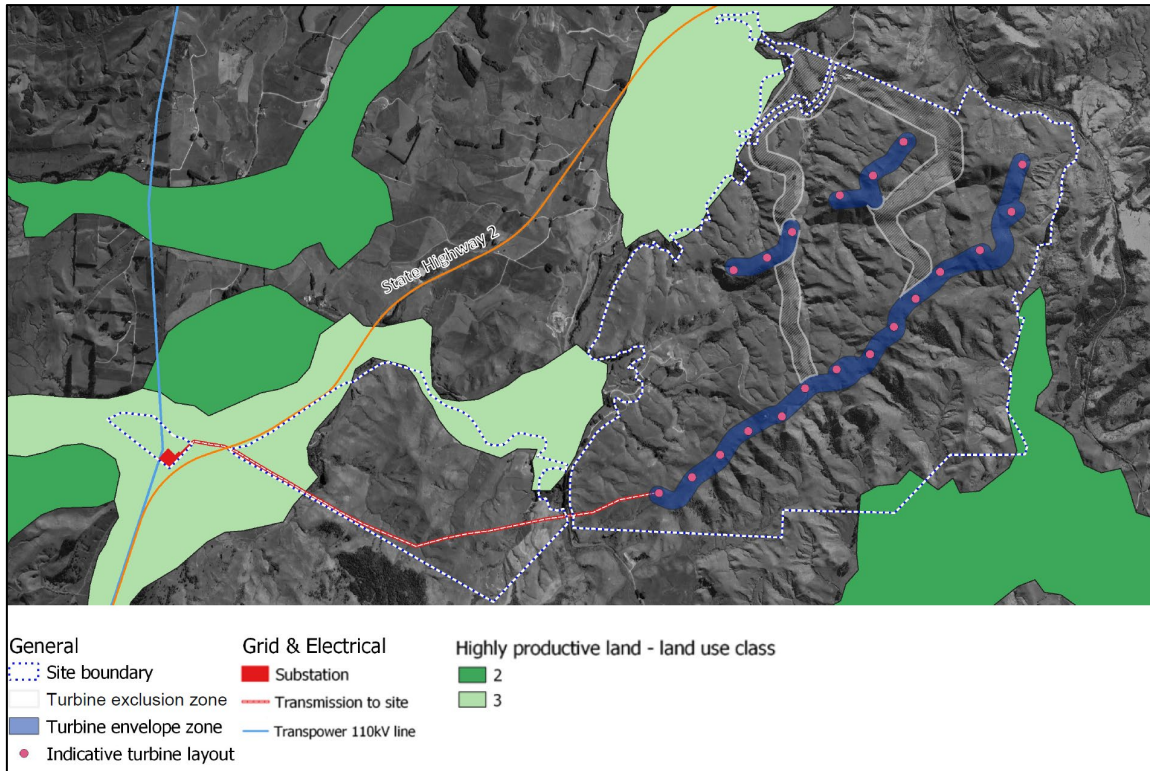 State Highway 2
General
Site boundary
Turbine exclusion zone
Turbine envelope zone
Indicative turbine layout
Grid & Electrical
Substation
Transmission to site
Transpower 110kV line
Highly productive land - land use class
2
3